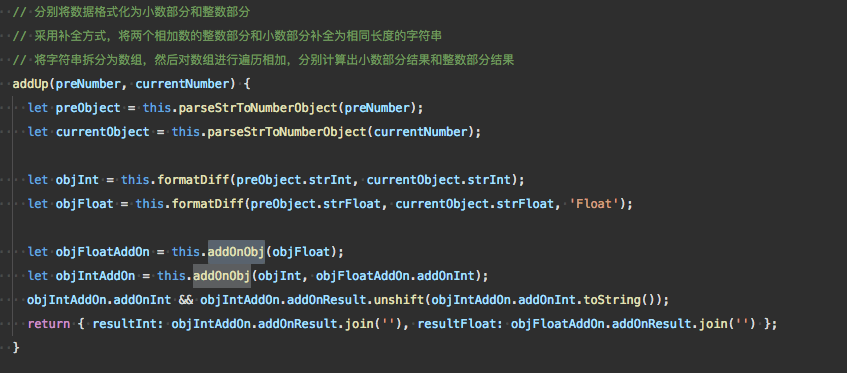 // 分别将数据格式化为小数部分和整数部分
// 采用补全方式，将两个相加数的整数部分和小数部分补全为相同长度的字符串
// 将字符串拆分为数组，然后对数组进行遍历相加，分别计算出小数部分结果和整数部分结果
addUp(preNumber, currentNumber) {
let preObject = this.parseStrToNumberObject(preNumber);
let currentObject = this.parseStrToNumberObject(currentNumber);
let objInt = this.formatDiff(preObject.strInt, currentObject.strInt);
let objFloat = this.formatDiff(preObject.strFloat, currentObject.strFloat, 'Float');
let objFloatAddOn = this.addOnObj(objFloat);
let objIntAddOn = this.addOnObj(objInt, objFloatAddOn.addOnInt);
objIntAddOn.addOnInt && objIntAddOn.addOnResult.unshift(objIntAddOn.addOnInt.toString());
return { resultInt: objIntAddOn.addOnResult.join(''), resultFloat: objFloatAddOn.addOnResult.join('') };
}